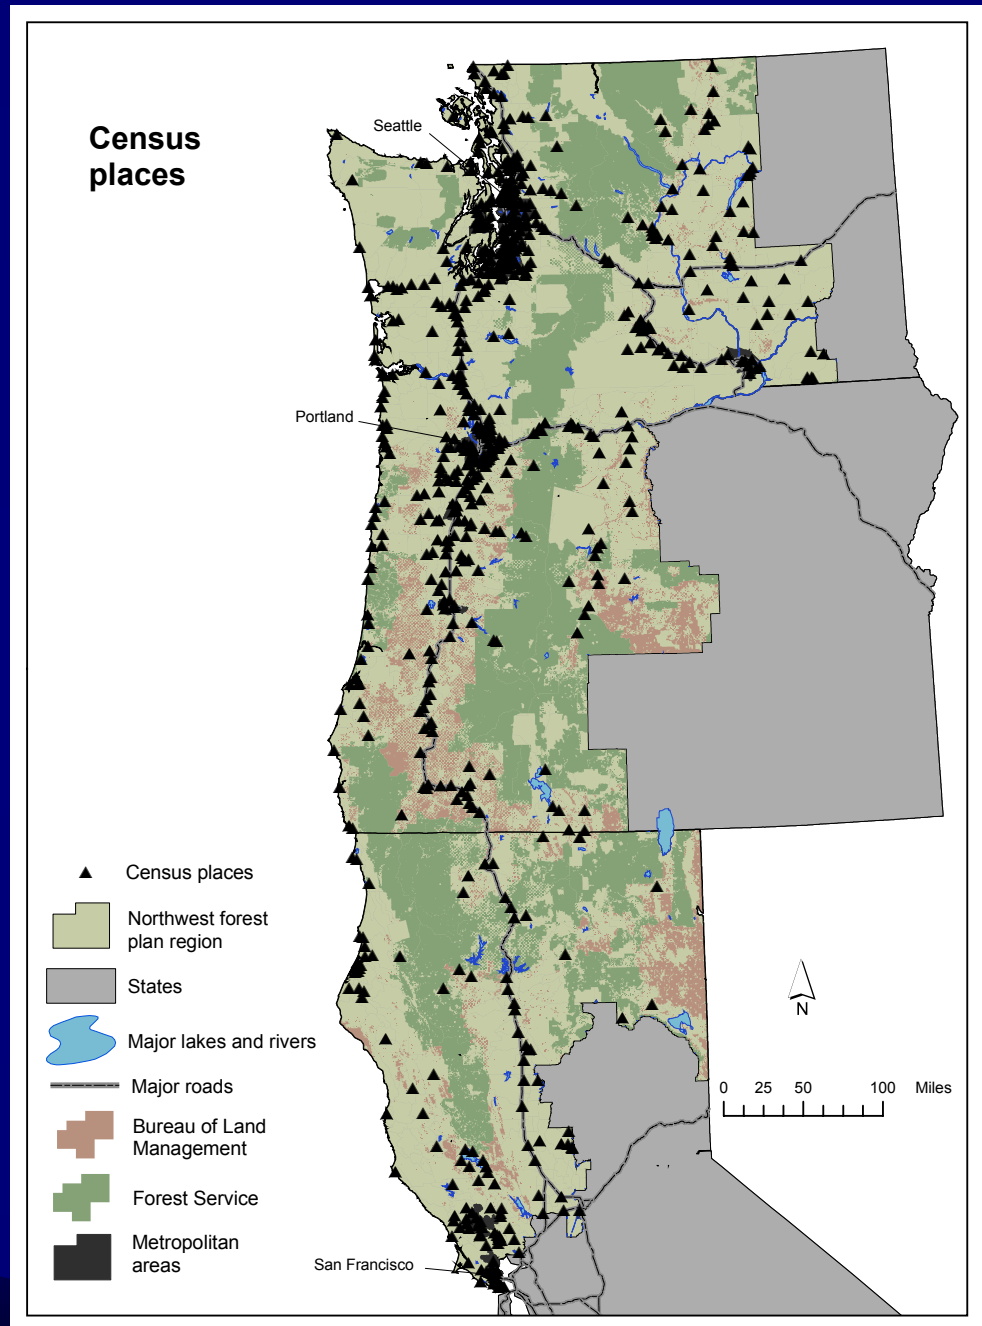 Census
places
Seattle
Portland
San Francisco
Census places
Northwest forest
plan region
States
Major lakes and rivers
Major roads
Bureau of Land
Management
Forest Service
Metropolitan
areas
N
0 25 50 100 Miles